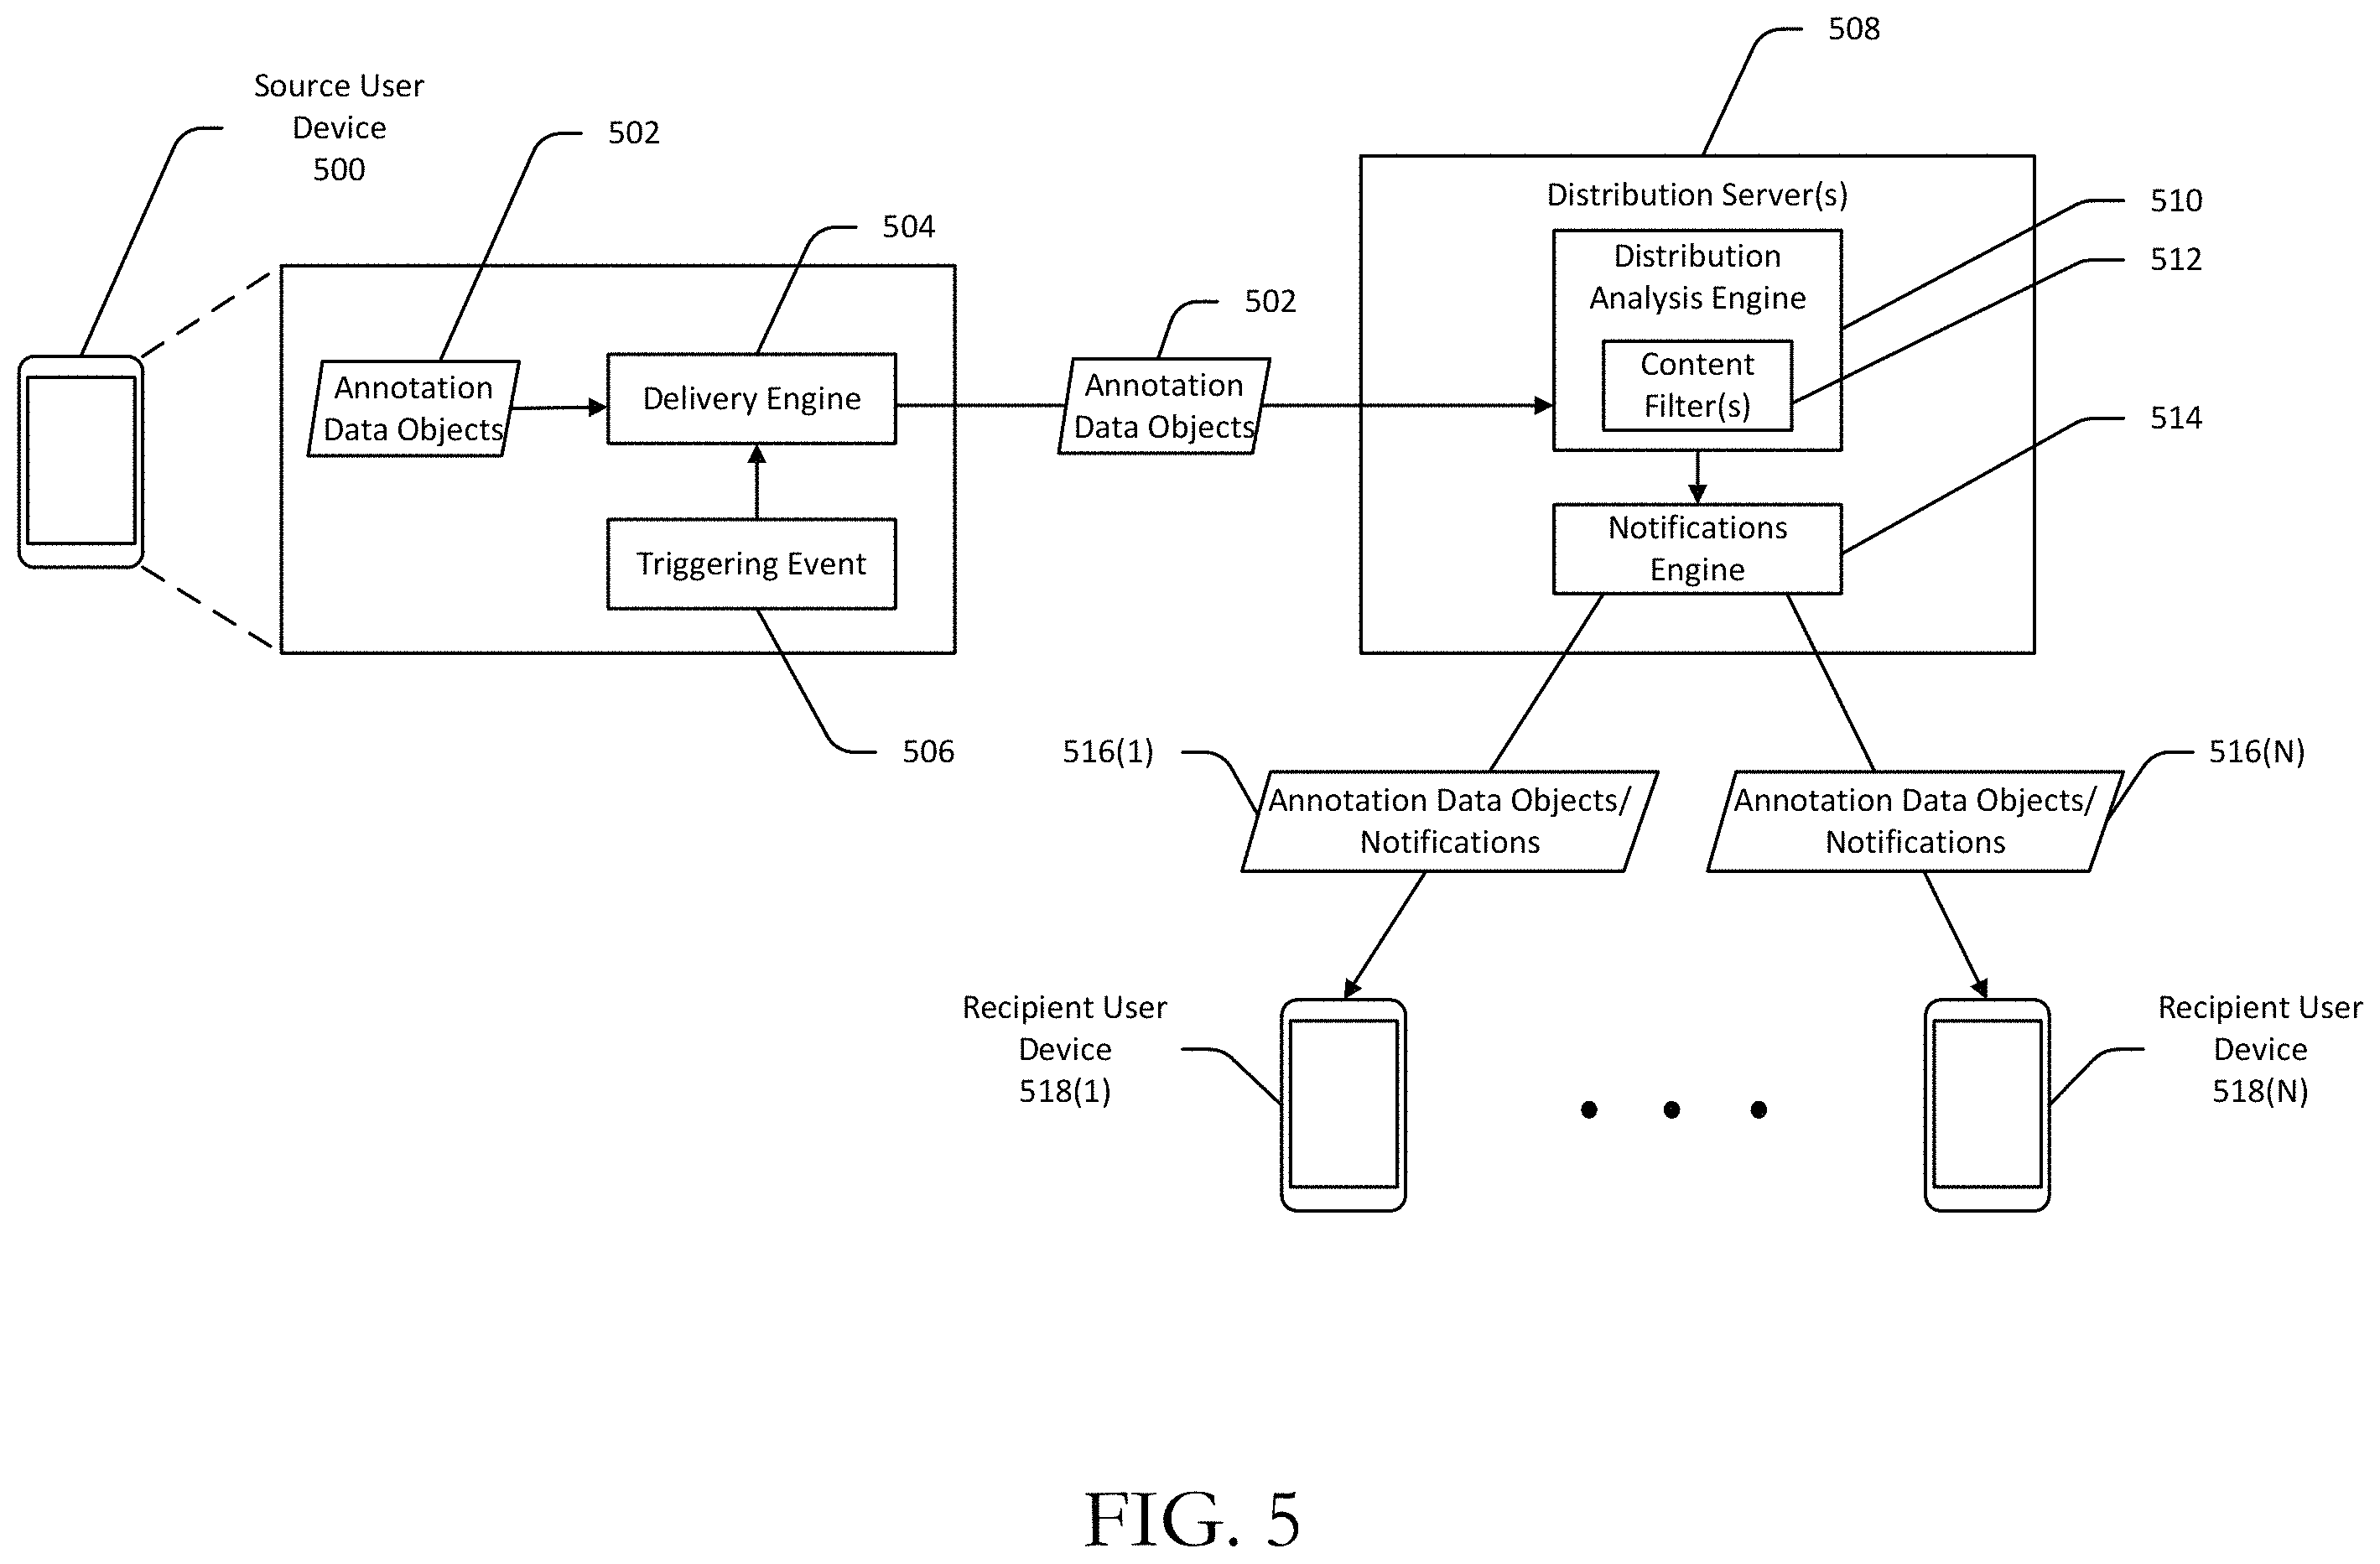 508
Source User
Device
500
502
504
Distribution Server(s)
510
Distribution
Analysis Engine
512
502
Content
Filter(s)
Annotation
Data Objects
Delivery Engine
Annotation
Data Objects
514
Triggering Event
Notifications
Engine
506
516(1)
516(N)
Annotation Data Objects/
Notifications
Annotation Data Objects/
Notifications
Recipient User
Device
518(1)
Recipient User
Device
518(N)
FIG. 5